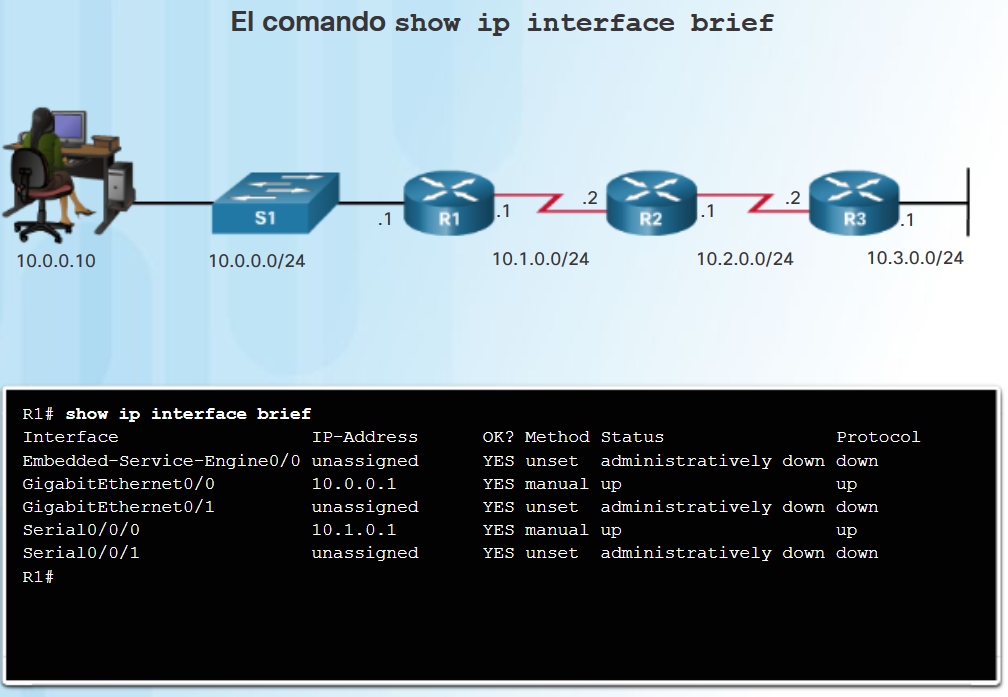 El comando show ip interface brief
S1
.1
R1
.1
.2
R2
.1
.2
R3
.1
10.0.0.10
10.0.0.0/24
10.1.0.0/24
10.2.0.0/24
10.3.0.0/24
R1# show ip interface brief
Interface IP-Address OK? Method Status Protocol
Embedded-Service-Engine0/0 unassigned YES unset administratively down down
GigabitEthernet0/0 10.0.0.1 YES manual up up
GigabitEthernet0/1 unassigned YES unset administratively down down
Serial0/0/0 10.1.0.1 YES manual up up
Serial0/0/1 unassigned YES unset administratively down down
R1#